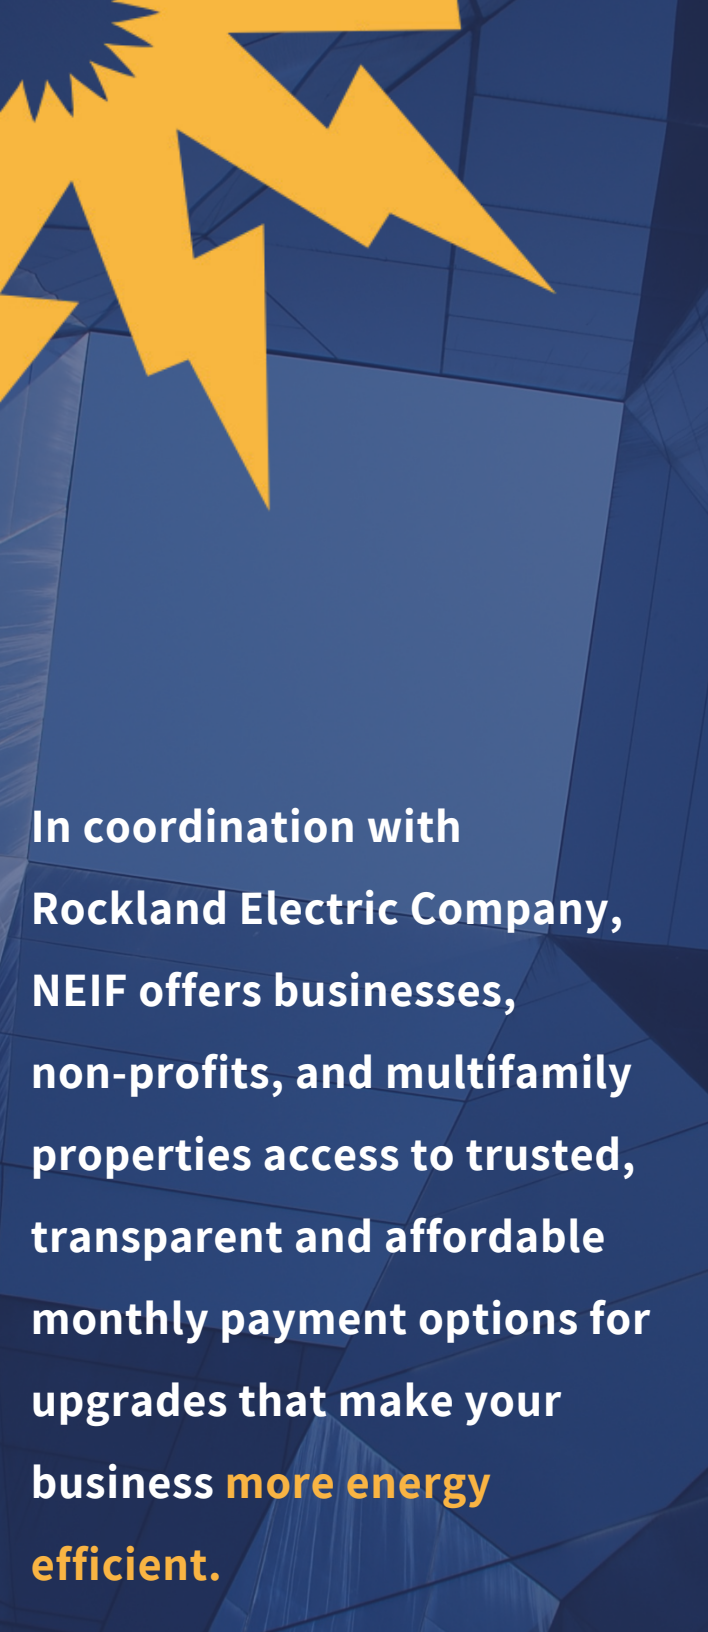 In coordination with
Rockland Electric Company,
NEIF offers businesses,
non-profits, and multifamily
properties access to trusted,
transparent and affordable
monthly payment options for
upgrades that make your
business more energy
efficient.